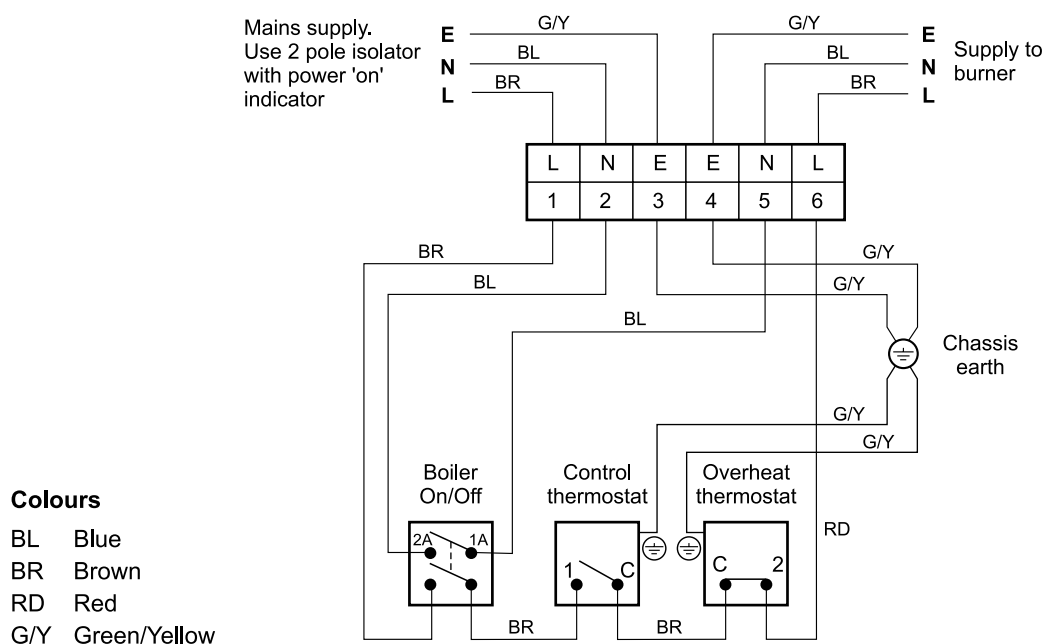 Mains supply.
Use 2 pole isolator
with power 'on'
indicator
E
N
L
G/Y
BL
BR
G/Y
BL
BR
E
N
L
Supply to
burner
L N E E N L
1 2 3 4 5 6
BR
BL
BL
G/Y
G/Y
Chassis
earth
G/Y
G/Y
Boiler
On/Off
Control
thermostat
Overheat
thermostat
RD
2A 1A
1 C
C 2
BR
BR
Colours
BL Blue
BR Brown
RD Red
G/Y Green/Yellow